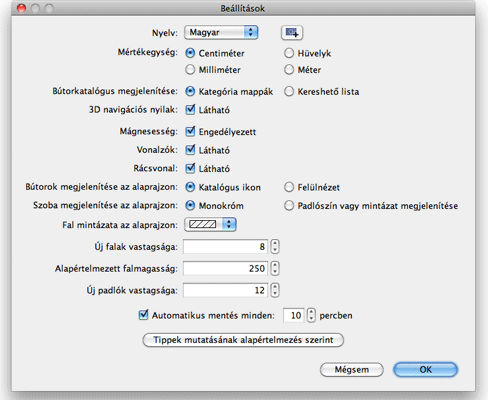 Beállítások
Nyelv: Magyar
Mértékegység: Centiméter Hüvelyk
Milliméter Méter
Bútorkatalógus megjelenítése: Kategória mappák Kereshető lista
3D navigációs nyilak: Látható
Mágnesesség: Engedélyezett
Vonalzók: Látható
Rácsvonal: Látható
Bútorok megjelenítése az alaprajzon: Katalógus ikon Felülnézet
Szoba megjelenítése az alaprajzon: Monokróm Padlószín vagy mintázat megjelenítése
Fal mintázata az alaprajzon:
Új falak vastagsága: 8
Alapértelmezett falmagasság: 250
Új padlók vastagsága: 12
Automatikus mentés minden: 10 percben
Tippek mutatásának alapértelmezés szerint
Mégsem OK